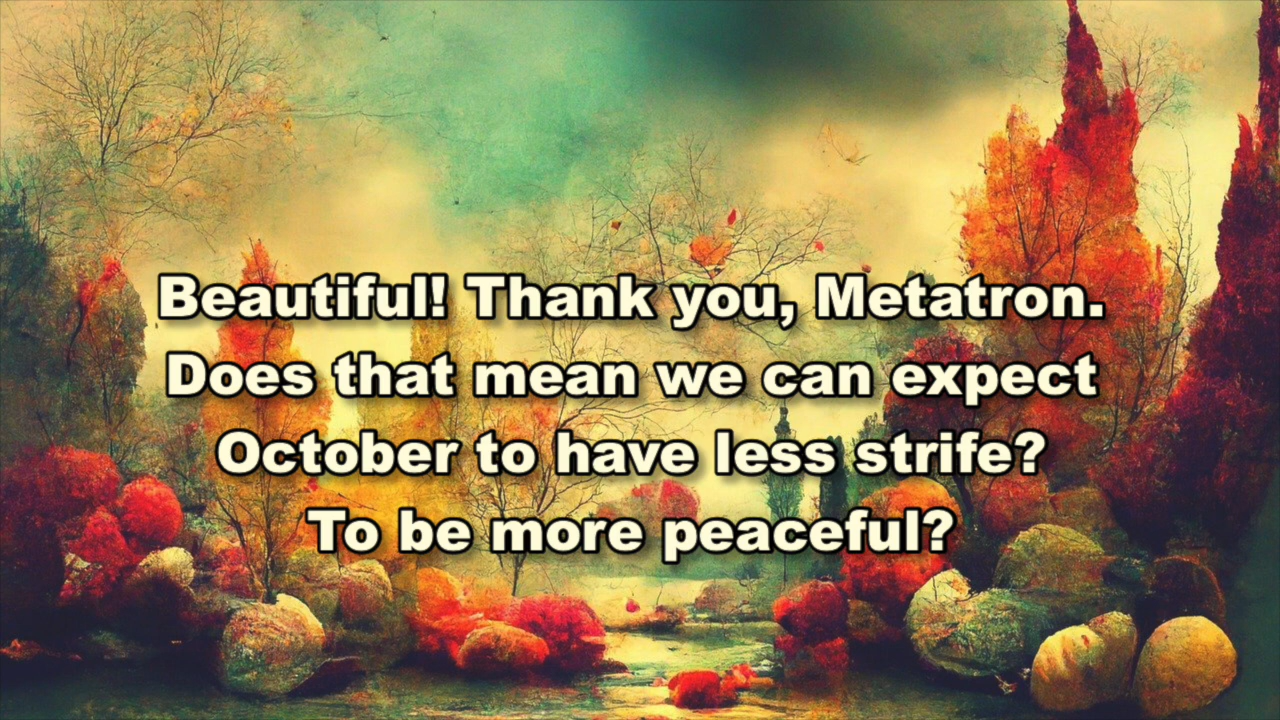 Beautiful! Thank you, Metatron.
Does that mean we can expect
October to have less strife?
To be more peaceful?